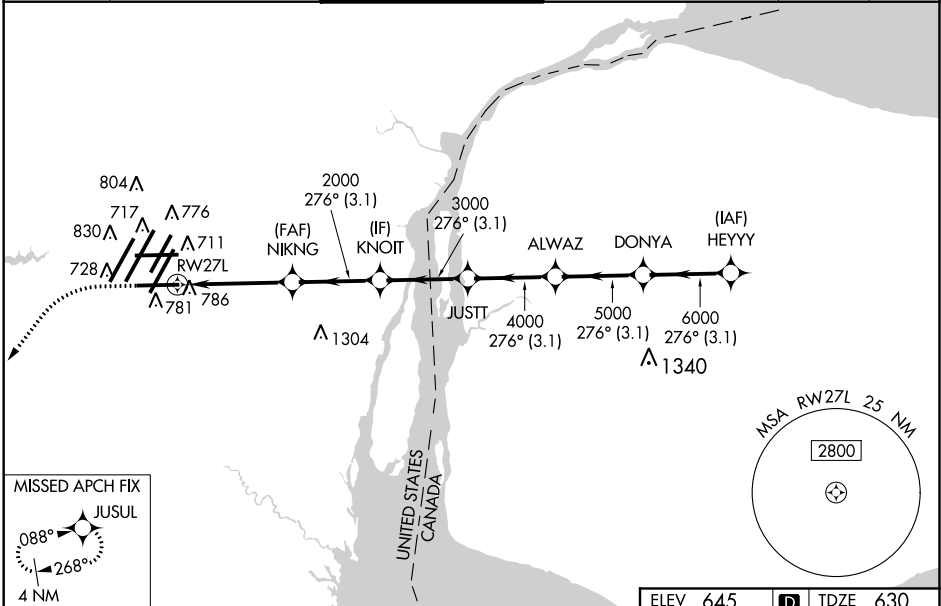 804
717
776
830
711
728
RW27L
786
781
(FAF)
NIKNG
2000
276° (3.1)
(IF)
KNOIT
3000
276° (3.1)
JUSTT
ALWAZ
4000
276° (3.1)
DONYA
5000
276° (3.1)
(IAF)
HEYYY
6000
276° (3.1)
1304
1340
MSA RW27L 25 NM
2800
UNITED STATES
CANADA
MISSED APCH FIX
JUSUL
088°
268°
4 NM
ELEV 645 D TDZE 630